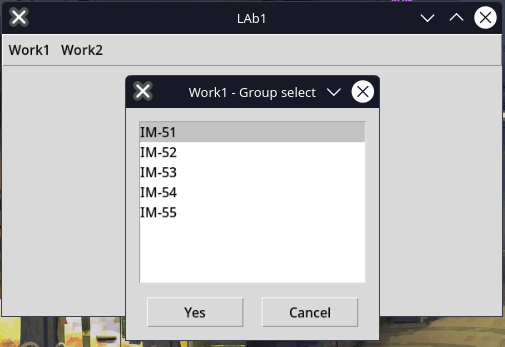 LAb1
Work1 Work2
Work1 - Group select
IM-51
IM-52
IM-53
IM-54
IM-55
Yes Cancel